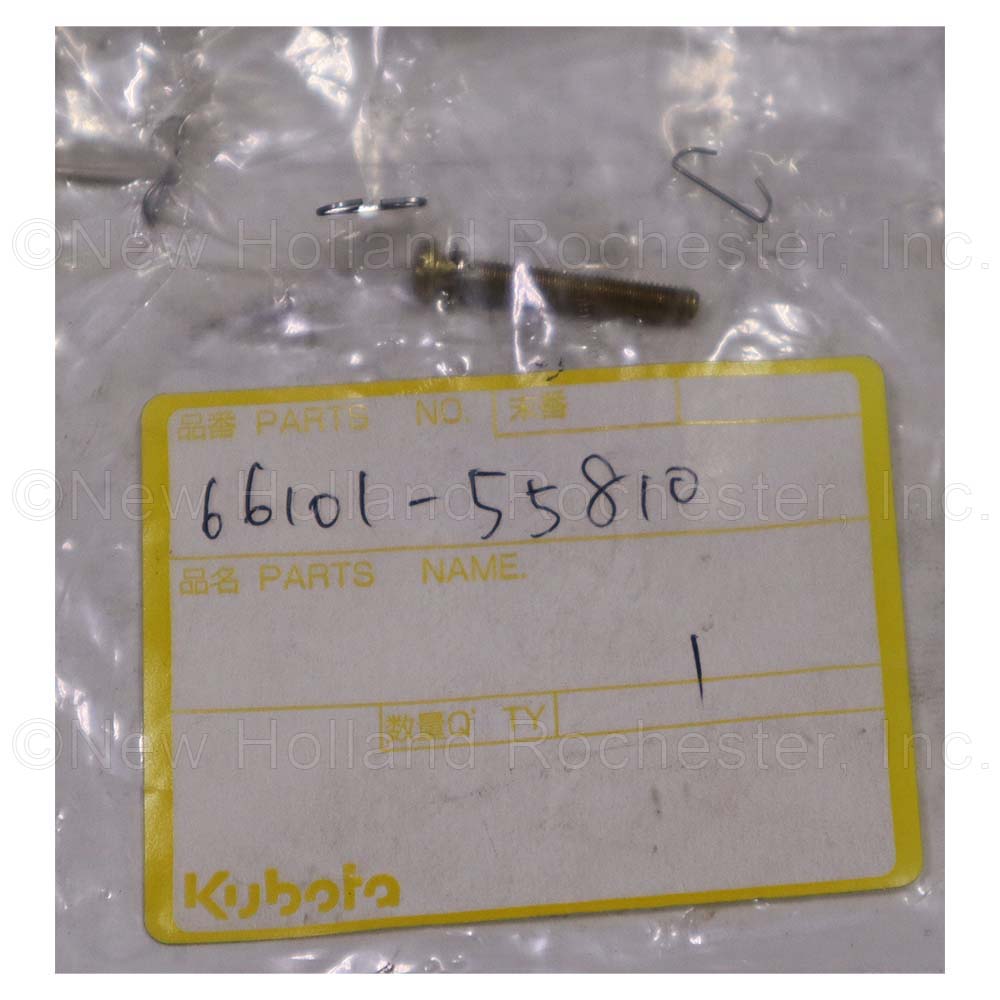 ©New Holland Rochester, Inc.
品番 PARTS NO. 末番
66101-55810
©New Holland Rochester, Inc.
品名 PARTS NAME.
1
数量Q' TY
©New Holland Rochester, Inc.
Kubota